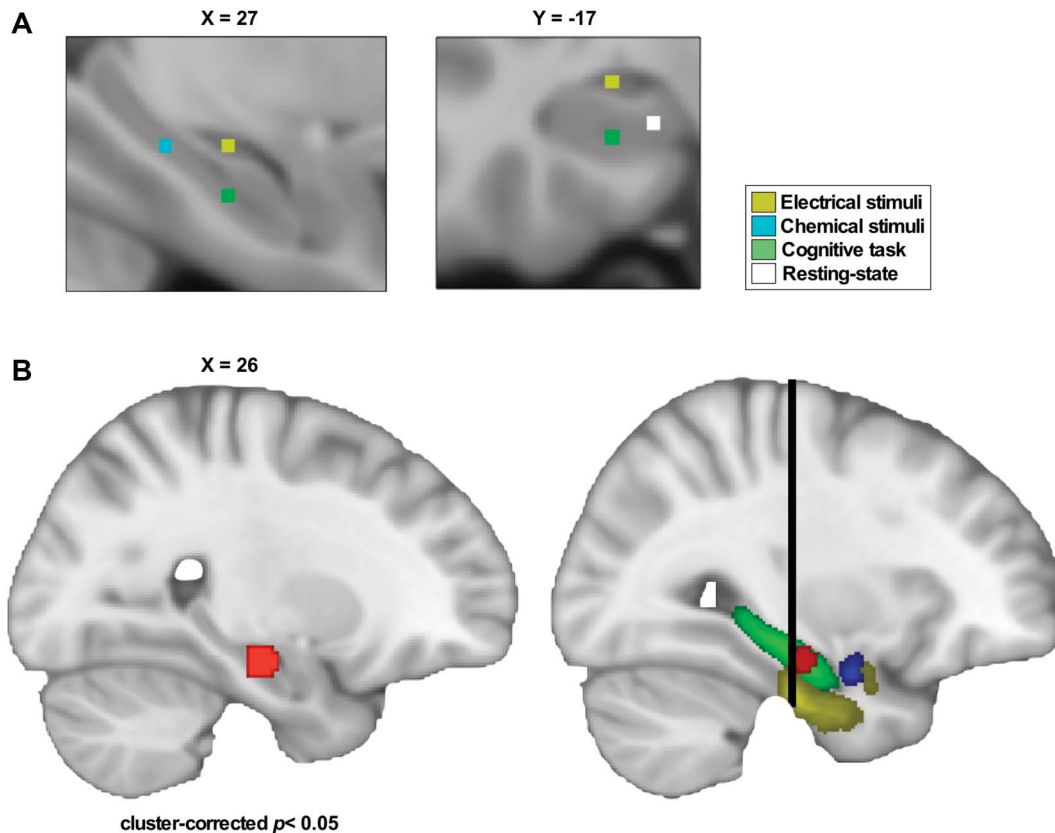 A
X = 27
Y = -17
Electrical stimuli
Chemical stimuli
Cognitive task
Resting-state
B
X = 26
cluster-corrected p< 0.05